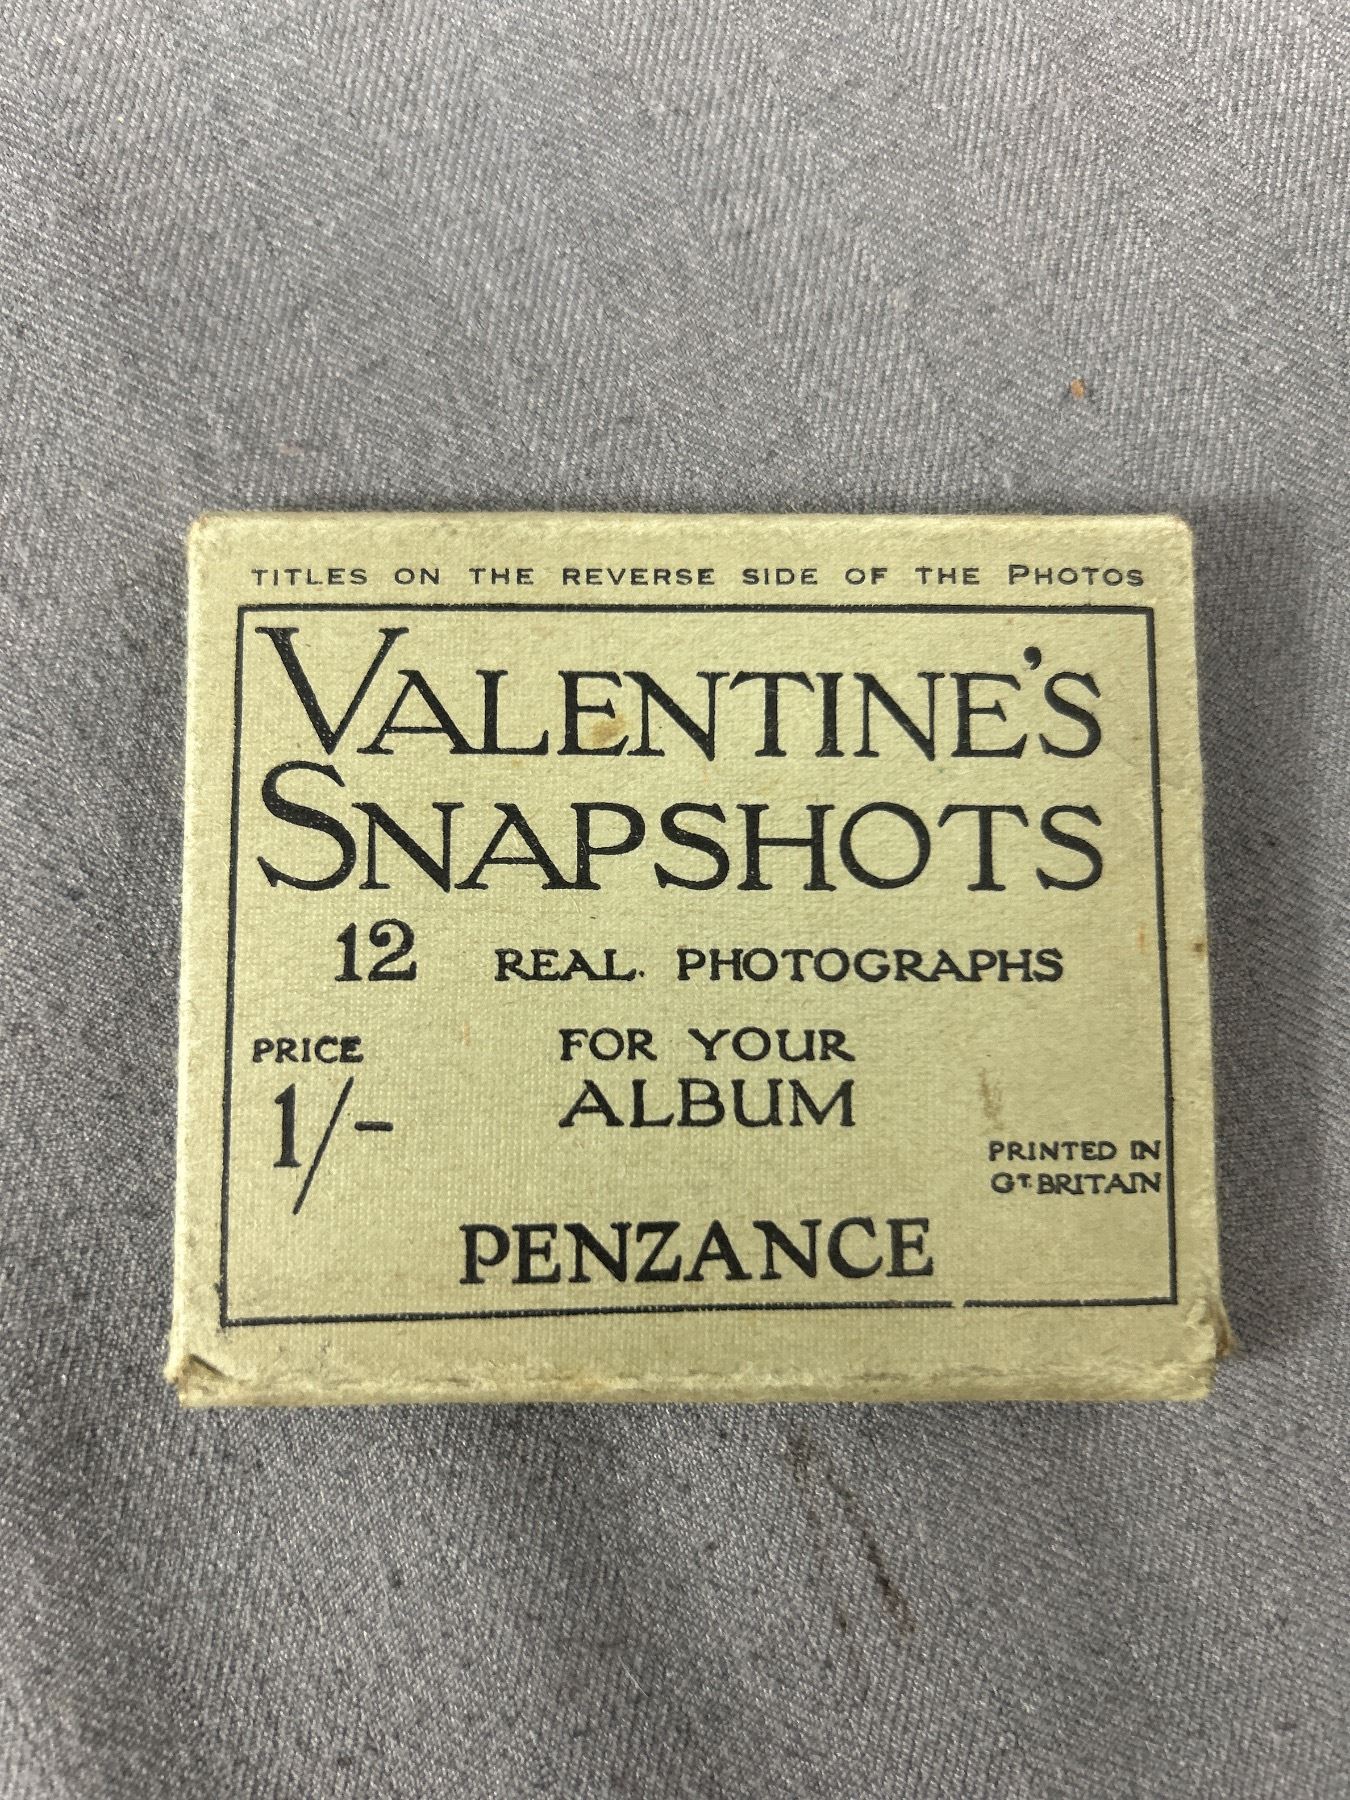 TITLES ON THE REVERSE SIDE OF THE PHOTOS
VALENTINE'S
SNAPSHOTS
12 REAL PHOTOGRAPHS
FOR YOUR
ALBUM
PRICE
1/-
PRINTED IN
GT. BRITAIN
PENZANCE